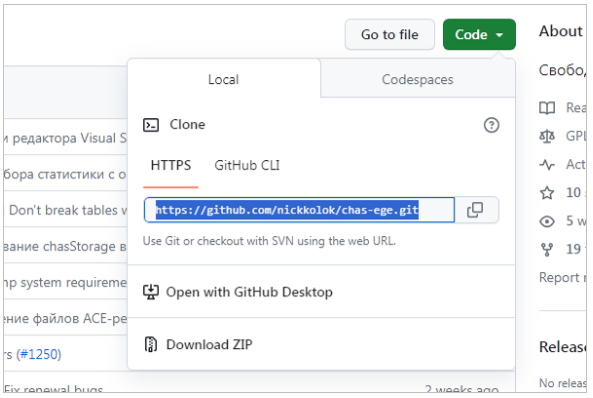 Go to file
Code
About
Local
Codespaces
Clone
HTTPS
GitHub CLI
https://github.com/nickkolok/chas-ege.git
Use Git or checkout with SVN using the web URL.
Open with GitHub Desktop
Download ZIP
и редактора Visual S
бора статистики с о
Don't break tables
вание chasStorage в
mp system requireme
ение файлов ACE-ре
rs (#1250)
Fix renewal bugs
2 weeks ago
Свобо
Rea
GPL
Act
10
5 w
19
Report
Releas
No releas